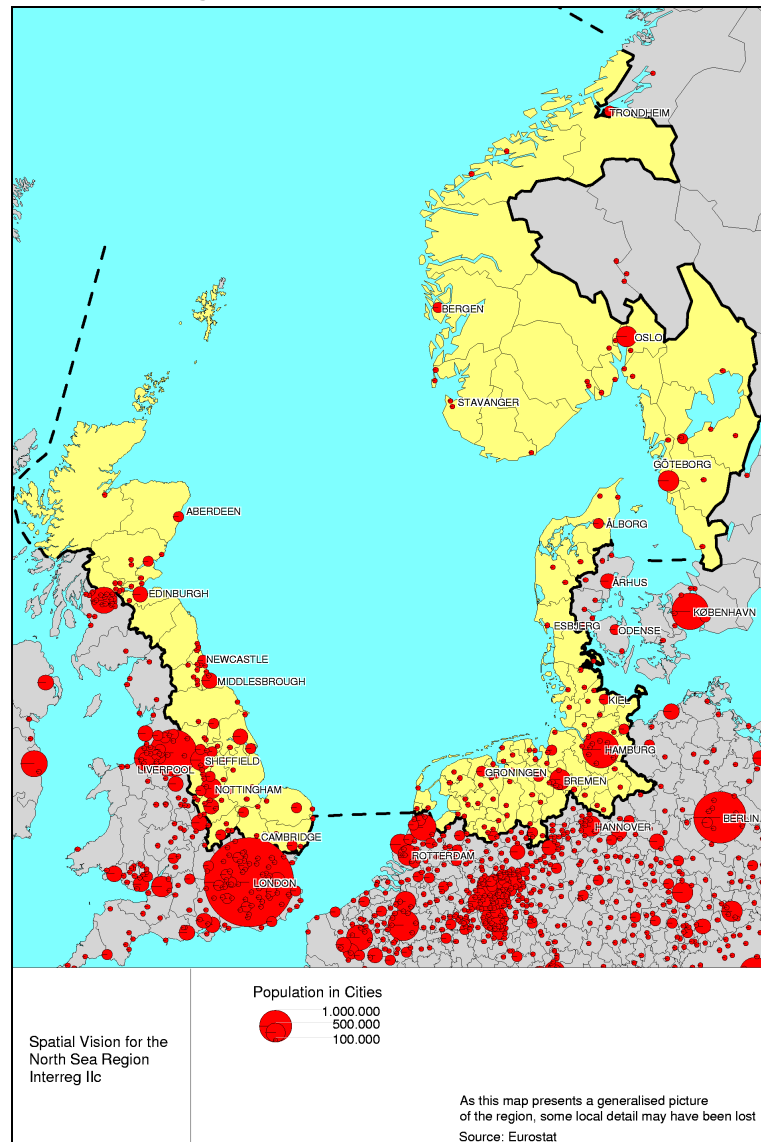 TRONDHEIM
BERGEN
OSLO
STAVANGER
GÖTEBORG
ABERDEEN
ÅLBORG
ÅRHUS
EDINBURGH
KØBENHAVN
ESBJERG
ODENSE
NEWCASTLE
MIDDLESBROUGH
KIEL
HAMBURG
SHEFFIELD
LIVERPOOL
GRONINGEN
BREMEN
NOTTINGHAM
BERLIN
HANNOVER
CAMBRIDGE
ROTTERDAM
LONDON
Population in Cities
1.000.000
500.000
100.000
Spatial Vision for the
North Sea Region
Interreg IIc
As this map presents a generalised picture
of the region, some local detail may have been lost
Source: Eurostat